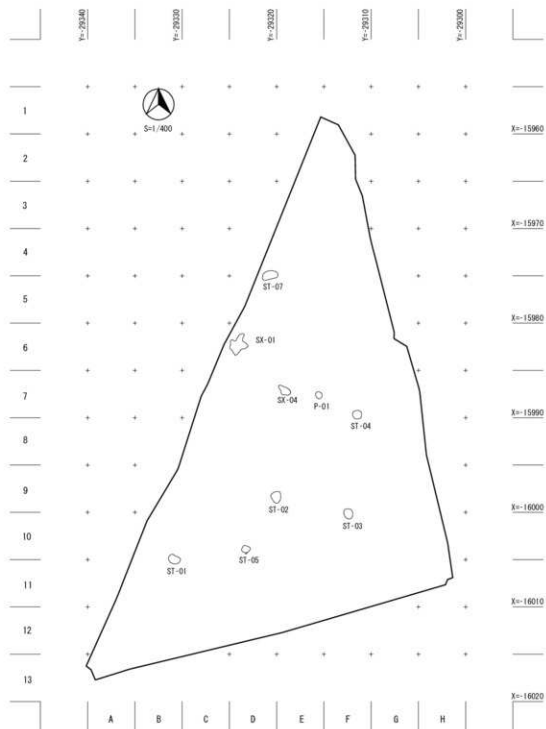 Y=-29340
Y=-29330
Y=-29320
Y=-29310
Y=-29300
1
S=1/400
X=-15960
2
3
X=-15970
4
ST-07
5
X=-15980
6
SX-01
7
SX-04
P-01
ST-04
X=-15990
8
9
ST-02
ST-03
X=-16000
10
ST-01
ST-05
11
X=-16010
12
13
X=-16020
A B C D E F G H